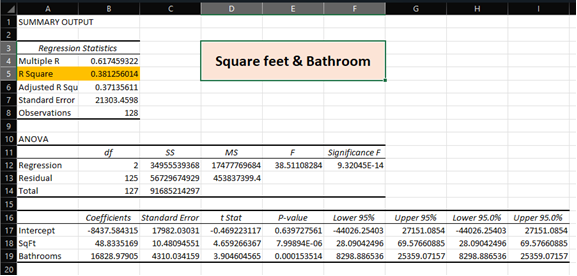 A B C D E F G H I
1 SUMMARY OUTPUT
2
3 Regression Statistics
4 Multiple R 0.617459322 Square feet & Bathroom
5 R Square 0.381256014
6 Adjusted R Squ 0.37135611
7 Standard Error 21303.4598
8 Observations 128
9
10 ANOVA
11 df SS MS F Significance F
12 Regression 2 34955539368 17477769684 38.51108284 9.32045E-14
13 Residual 125 56729674929 453837399.4
14 Total 127 91685214297
15
16 Coefficients Standard Error t Stat P-value Lower 95% Upper 95% Lower 95.0% Upper 95.0%
17 Intercept -8437.584315 17982.03031 -0.469223117 0.639727561 -44026.25403 27151.0854 -44026.25403 27151.0854
18 SqFt 48.8335169 10.48094551 4.659266367 7.99894E-06 28.09042496 69.57660885 28.09042496 69.57660885
19 Bathrooms 16828.97905 4310.034159 3.904604565 0.000153514 8298.886536 25359.07157 8298.886536 25359.07157
20